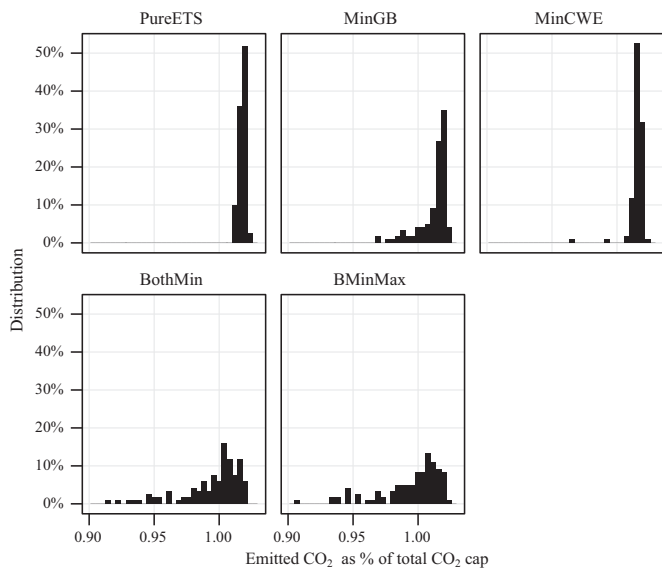 PureETS MinGB MinCWE
50%
40%
30%
20%
10%
0%
Distribution
BothMin BMinMax
50%
40%
30%
20%
10%
0%
0.90 0.95 1.00 0.90 0.95 1.00
Emitted CO₂ as % of total CO₂ cap